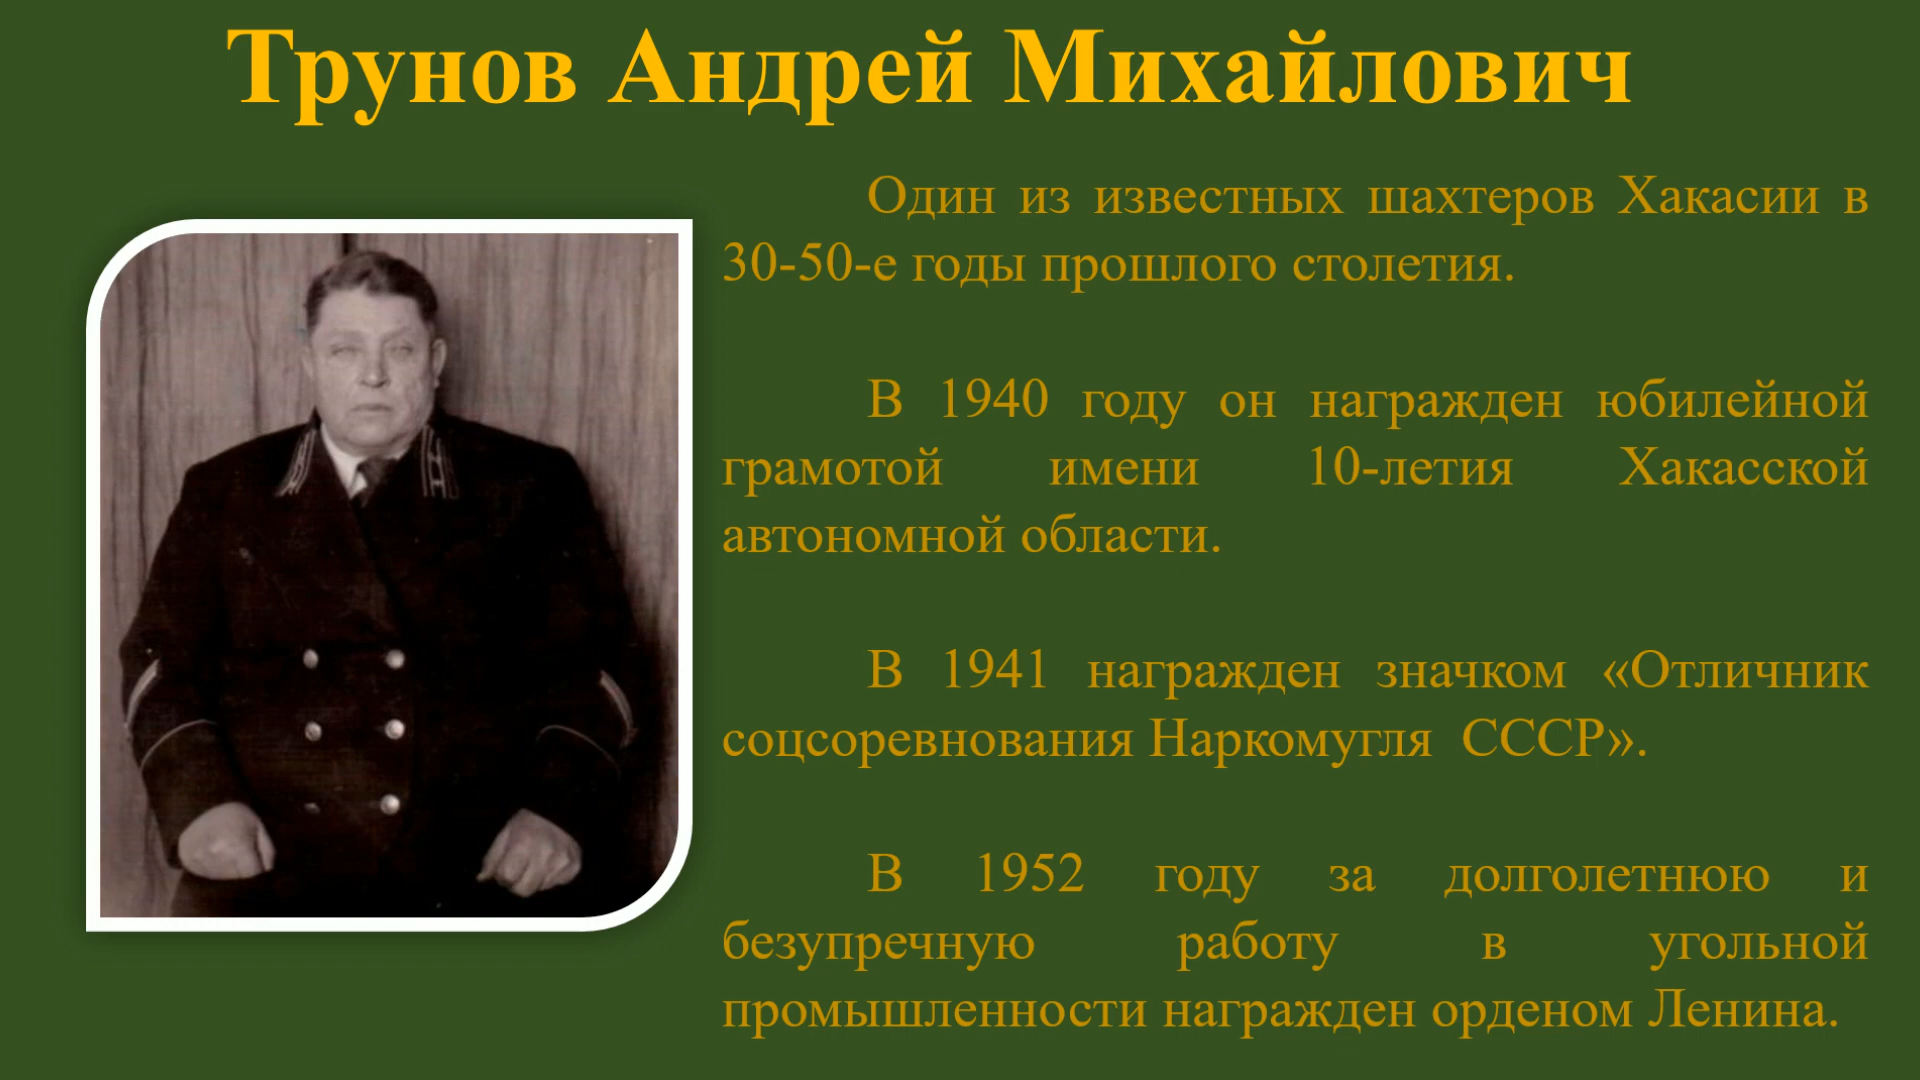 Трунов Андрей Михайлович
Один из известных шахтеров Хакасии в
30-50-е годы прошлого столетия.
В 1940 году он награжден юбилейной
грамотой имени 10-летия Хакасской
автономной области.
В 1941 награжден значком «Отличник
соцсоревнования Наркомугля СССР».
В 1952 году за долголетнюю и
безупречную работу в угольной
промышленности награжден орденом Ленина.